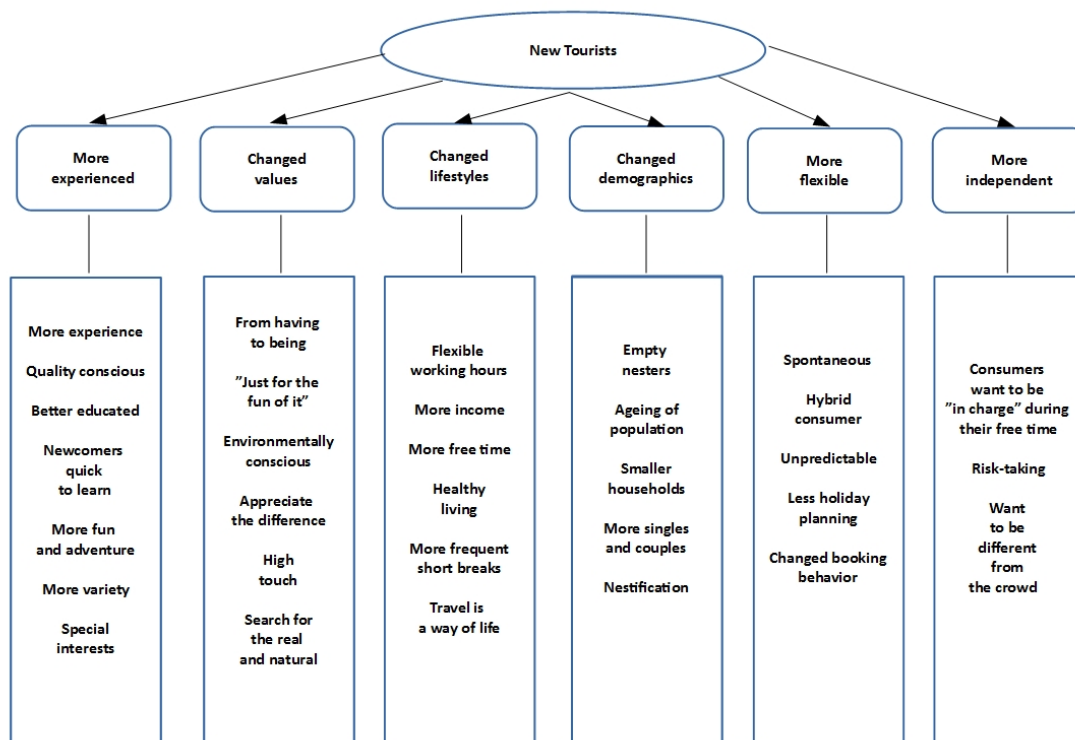 New Tourists
More
experienced
Changed
values
Changed
lifestyles
Changed
demographics
More
flexible
More
independent
More experience
Quality conscious
Better educated
Newcomers
quick
to learn
More fun
and adventure
More variety
Special
interests
From having
to being
”Just for the
fun of it”
Environmentally
conscious
Appreciate
the difference
High
touch
Search for
the real
and natural
Flexible
working hours
More income
More free time
Healthy
living
More frequent
short breaks
Travel is
a way of life
Empty
nesters
Ageing of
population
Smaller
households
More singles
and couples
Nestification
Spontaneous
Hybrid
consumer
Unpredictable
Less holiday
planning
Changed booking
behavior
Consumers
want to be
”in charge” during
their free time
Risk-taking
Want
to be
different
from
the crowd